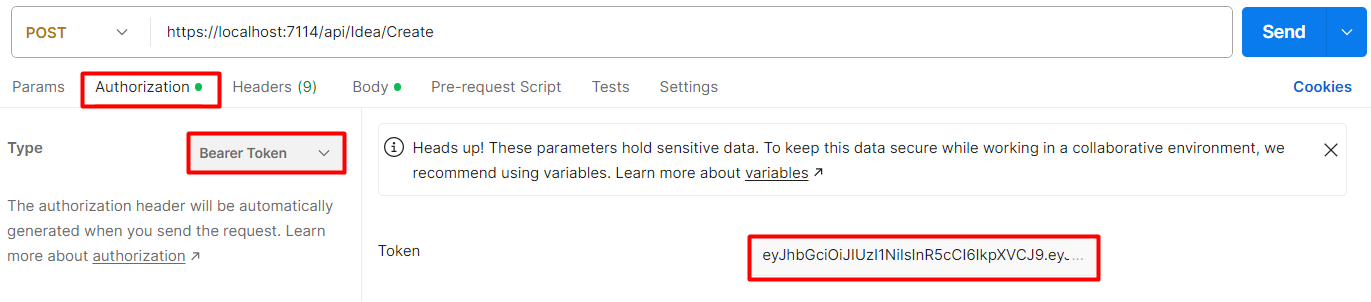 POST https://localhost:7114/api/Idea/Create Send
Params Authorization Headers (9) Body Pre-request Script Tests Settings Cookies
Type Bearer Token
The authorization header will be automatically
generated when you send the request. Learn
more about authorization ↗
Heads up! These parameters hold sensitive data. To keep this data secure while working in a collaborative environment, we
recommend using variables. Learn more about variables ↗
Token eyJhbGciOiJIUzI1NiIsInR5cCI6IkpXVCJ9.eyJ...